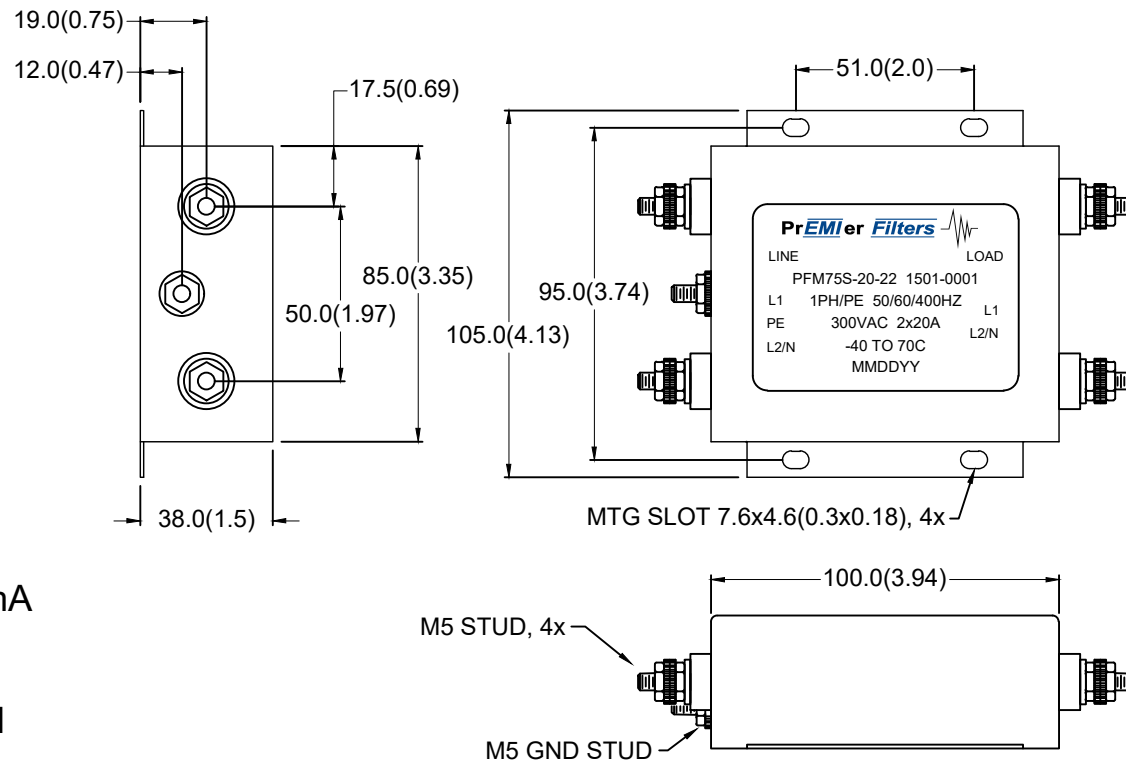 19.0(0.75)
12.0(0.47)
17.5(0.69)
85.0(3.35)
50.0(1.97)
38.0(1.5)
51.0(2.0)
95.0(3.74)
105.0(4.13)
PrEMIer Filters
LINE LOAD
PFM75S-20-22 1501-0001
L1 1PH/PE 50/60/400HZ L1
PE 300VAC 2x20A L2/N
L2/N -40 TO 70C
MMDDYY
MTG SLOT 7.6x4.6(0.3x0.18), 4x
100.0(3.94)
M5 STUD, 4x
M5 GND STUD